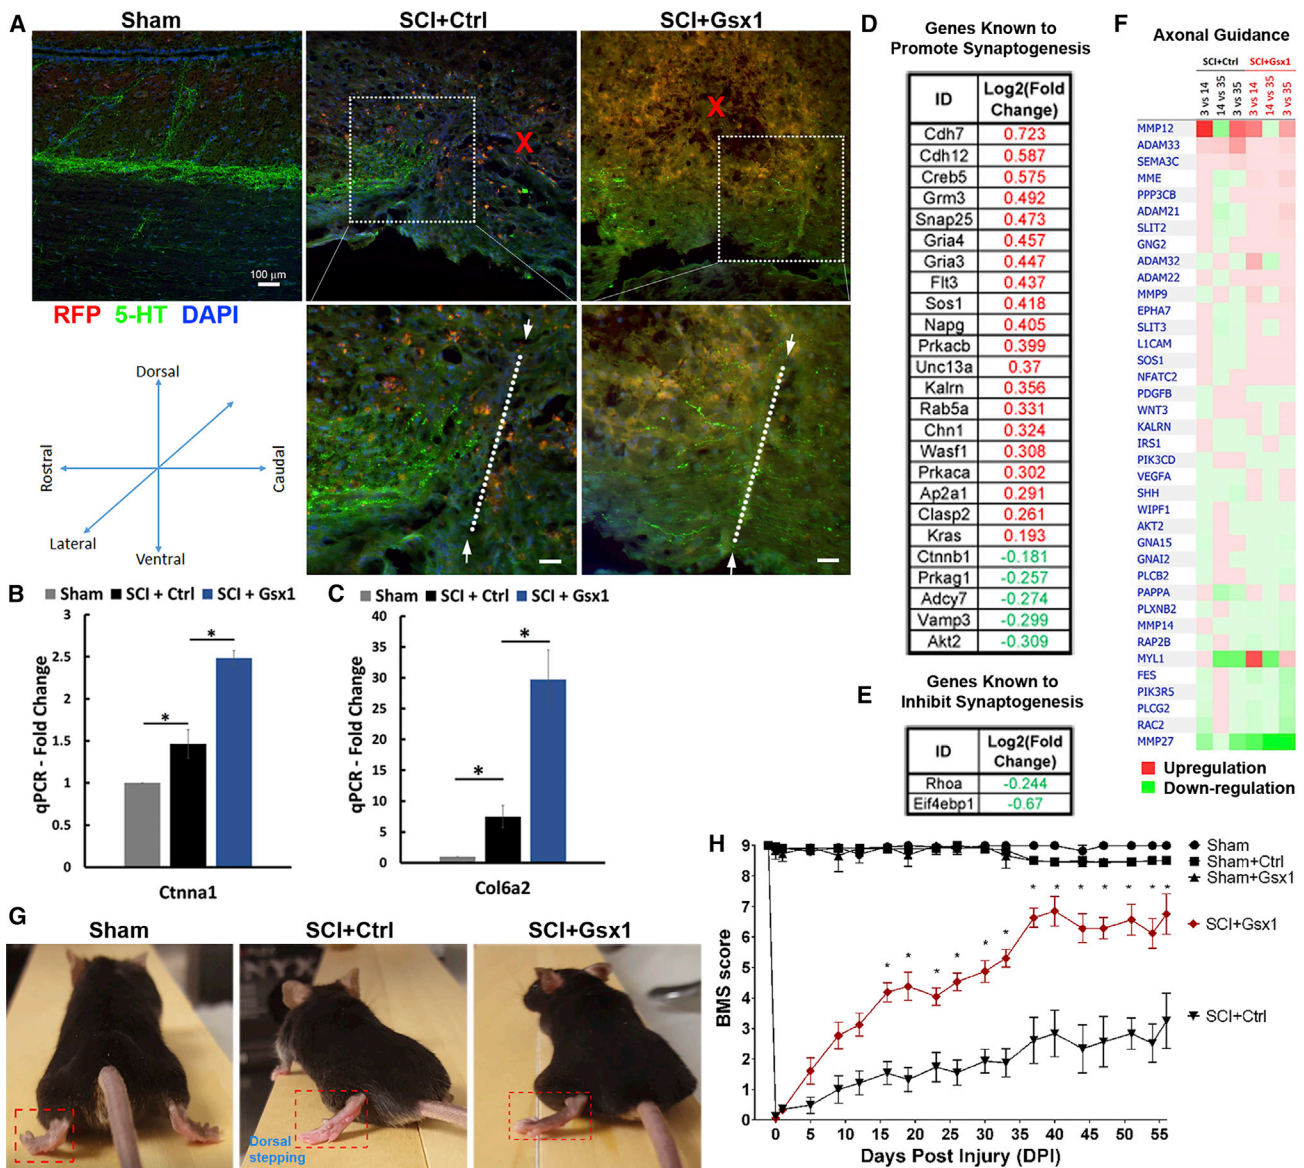 A
Sham
SCI+Ctrl
SCI+Gsx1
X
X
100 µm
RFP 5-HT DAPI
Dorsal
Rostral
Caudal
Lateral
Ventral
B
Sham SCI + Ctrl SCI + Gsx1
qPCR - Fold Change
3
2.5
2
1.5
1
0.5
0
*
*
Ctnna1
C
Sham SCI + Ctrl SCI + Gsx1
qPCR - Fold Change
40
35
30
25
20
15
10
5
0
*
*
Col6a2
D
Genes Known to
Promote Synaptogenesis
ID Log2(Fold Change)
Cdh7 0.723
Cdh12 0.587
Creb5 0.575
Grm3 0.492
Snap25 0.473
Gria4 0.457
Gria3 0.447
Flt3 0.437
Sos1 0.418
Napg 0.405
Prkacb 0.399
Unc13a 0.37
Kalrn 0.356
Rab5a 0.331
Chn1 0.324
Wasf1 0.308
Prkaca 0.302
Ap2a1 0.291
Clasp2 0.261
Kras 0.193
Ctnnb1 -0.181
Prkag1 -0.257
Adcy7 -0.274
Vamp3 -0.299
Akt2 -0.309
E
Genes Known to
Inhibit Synaptogenesis
ID Log2(Fold Change)
Rhoa -0.244
Eif4ebp1 -0.67
F
Axonal Guidance
SCI+Ctrl SCI+Gsx1
3 vs 14
14 vs 35
3 vs 35
3 vs 14
14 vs 35
3 vs 35
MMP12
ADAM33
SEMA3C
MME
PPP3CB
ADAM21
SLIT2
GNG2
ADAM32
ADAM22
MMP9
EPHA7
SLIT3
L1CAM
SOS1
NFATC2
PDGFB
WNT3
KALRN
IRS1
PIK3CD
VEGFA
SHH
WIPF1
AKT2
GNA15
GNAI2
PLCB2
PAPPA
PLXNB2
MMP14
RAP2B
MYL1
FES
PIK3R5
PLCG2
RAC2
MMP27
Upregulation
Down-regulation
G
Sham
SCI+Ctrl
SCI+Gsx1
Dorsal
stepping
H
BMS score
9
8
7
6
5
4
3
2
1
0
0 5 10 15 20 25 30 35 40 45 50 55
Days Post Injury (DPI)
* * * * * * * * * * * * *
Sham
Sham+Ctrl
Sham+Gsx1
SCI+Gsx1
SCI+Ctrl